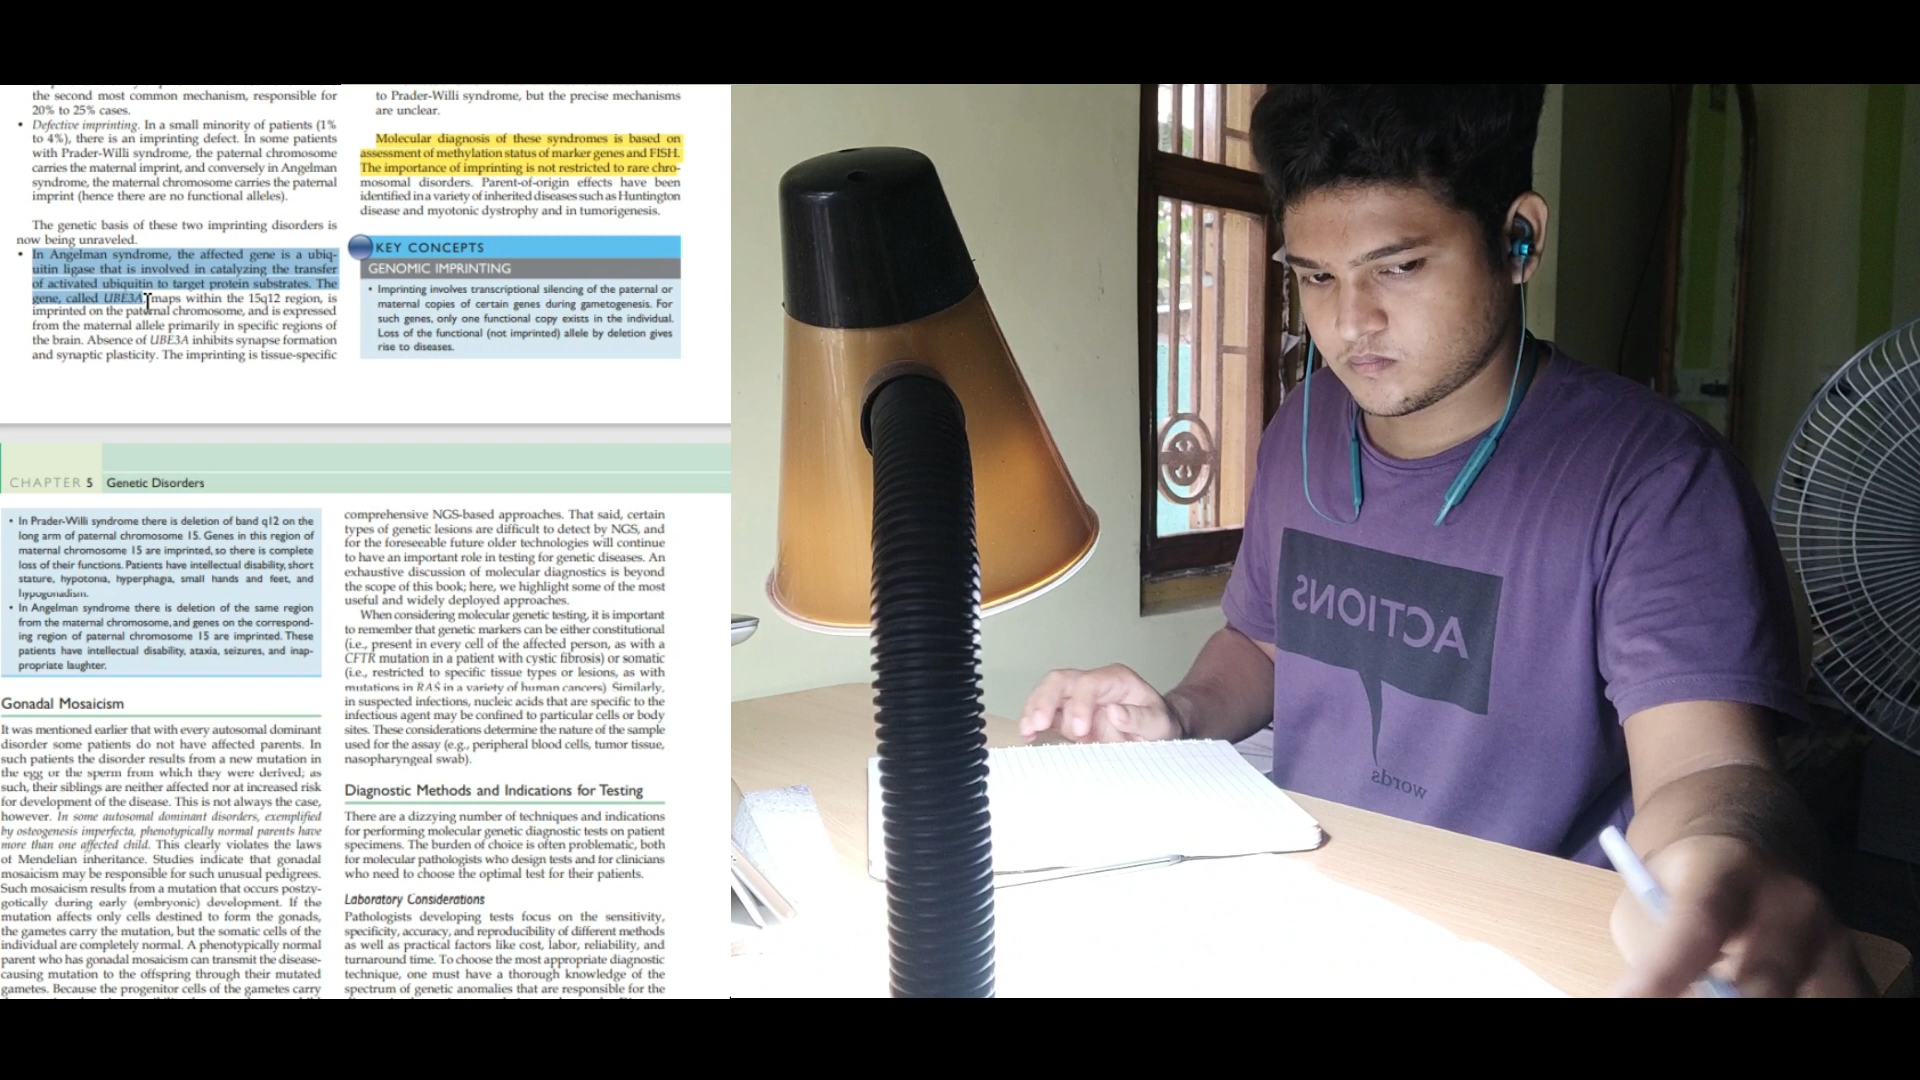 the second most common mechanism, responsible for
20% to 25% cases.
• Defective imprinting. In a small minority of patients (1%
to 4%), there is an imprinting defect. In some patients
with Prader-Willi syndrome, the paternal chromosome
carries the maternal imprint, and conversely in Angelman
syndrome, the maternal chromosome carries the paternal
imprint (hence there are no functional alleles).
The genetic basis of these two imprinting disorders is
now being unraveled.
• In Angelman syndrome, the affected gene is a ubiq-
uitin ligase that is involved in catalyzing the transfer
of activated ubiquitin to target protein substrates. The
gene, called UBE3A, maps within the 15q12 region, is
imprinted on the paternal chromosome, and is expressed
from the maternal allele primarily in specific regions of
the brain. Absence of UBE3A inhibits synapse formation
and synaptic plasticity. The imprinting is tissue-specific
to Prader-Willi syndrome, but the precise mechanisms
are unclear.
Molecular diagnosis of these syndromes is based on
assessment of methylation status of marker genes and FISH.
The importance of imprinting is not restricted to rare chro-
mosomal disorders. Parent-of-origin effects have been
identified in a variety of inherited diseases such as Huntington
disease and myotonic dystrophy and in tumorigenesis.
KEY CONCEPTS
GENOMIC IMPRINTING
• Imprinting involves transcriptional silencing of the paternal or
maternal copies of certain genes during gametogenesis. For
such genes, only one functional copy exists in the individual.
Loss of the functional (not imprinted) allele by deletion gives
rise to diseases.
CHAPTER 5 Genetic Disorders
• In Prader-Willi syndrome there is deletion of band q12 on the
long arm of paternal chromosome 15. Genes in this region of
maternal chromosome 15 are imprinted, so there is complete
loss of their functions. Patients have intellectual disability, short
stature, hypotonia, hyperphagia, small hands and feet, and
hypogonadism.
• In Angelman syndrome there is deletion of the same region
from the maternal chromosome, and genes on the correspond-
ing region of paternal chromosome 15 are imprinted. These
patients have intellectual disability, ataxia, seizures, and inap-
propriate laughter.
Gonadal Mosaicism
It was mentioned earlier that with every autosomal dominant
disorder some patients do not have affected parents. In
such patients the disorder results from a new mutation in
the egg or the sperm from which they were derived; as
such, their siblings are neither affected nor at increased risk
for development of the disease. This is not always the case,
however. In some autosomal dominant disorders, exemplified
by osteogenesis imperfecta, phenotypically normal parents have
more than one affected child. This clearly violates the laws
of Mendelian inheritance. Studies indicate that gonadal
mosaicism may be responsible for such unusual pedigrees.
Such mosaicism results from a mutation that occurs postzy-
gotically during early (embryonic) development. If the
mutation affects only cells destined to form the gonads,
the gametes carry the mutation, but the somatic cells of the
individual are completely normal. A phenotypically normal
parent who has gonadal mosaicism can transmit the disease-
causing mutation to the offspring through their mutated
gametes. Because the progenitor cells of the gametes carry
comprehensive NGS-based approaches. That said, certain
types of genetic lesions are difficult to detect by NGS, and
for the foreseeable future older technologies will continue
to have an important role in testing for genetic diseases. An
exhaustive discussion of molecular diagnostics is beyond
the scope of this book; here, we highlight some of the most
useful and widely deployed approaches.
When considering molecular genetic testing, it is important
to remember that genetic markers can be either constitutional
(i.e., present in every cell of the affected person, as with a
CFTR mutation in a patient with cystic fibrosis) or somatic
(i.e., restricted to specific tissue types or lesions, as with
mutations in RAS in a variety of human cancers). Similarly,
in suspected infections, nucleic acids that are specific to the
infectious agent may be confined to particular cells or body
sites. These considerations determine the nature of the sample
used for the assay (e.g., peripheral blood cells, tumor tissue,
nasopharyngeal swab).
Diagnostic Methods and Indications for Testing
There are a dizzying number of techniques and indications
for performing molecular genetic diagnostic tests on patient
specimens. The burden of choice is often problematic, both
for molecular pathologists who design tests and for clinicians
who need to choose the optimal test for their patients.
Laboratory Considerations
Pathologists developing tests focus on the sensitivity,
specificity, accuracy, and reproducibility of different methods
as well as practical factors like cost, labor, reliability, and
turnaround time. To choose the most appropriate diagnostic
technique, one must have a thorough knowledge of the
spectrum of genetic anomalies that are responsible for the
ACTIONS
words